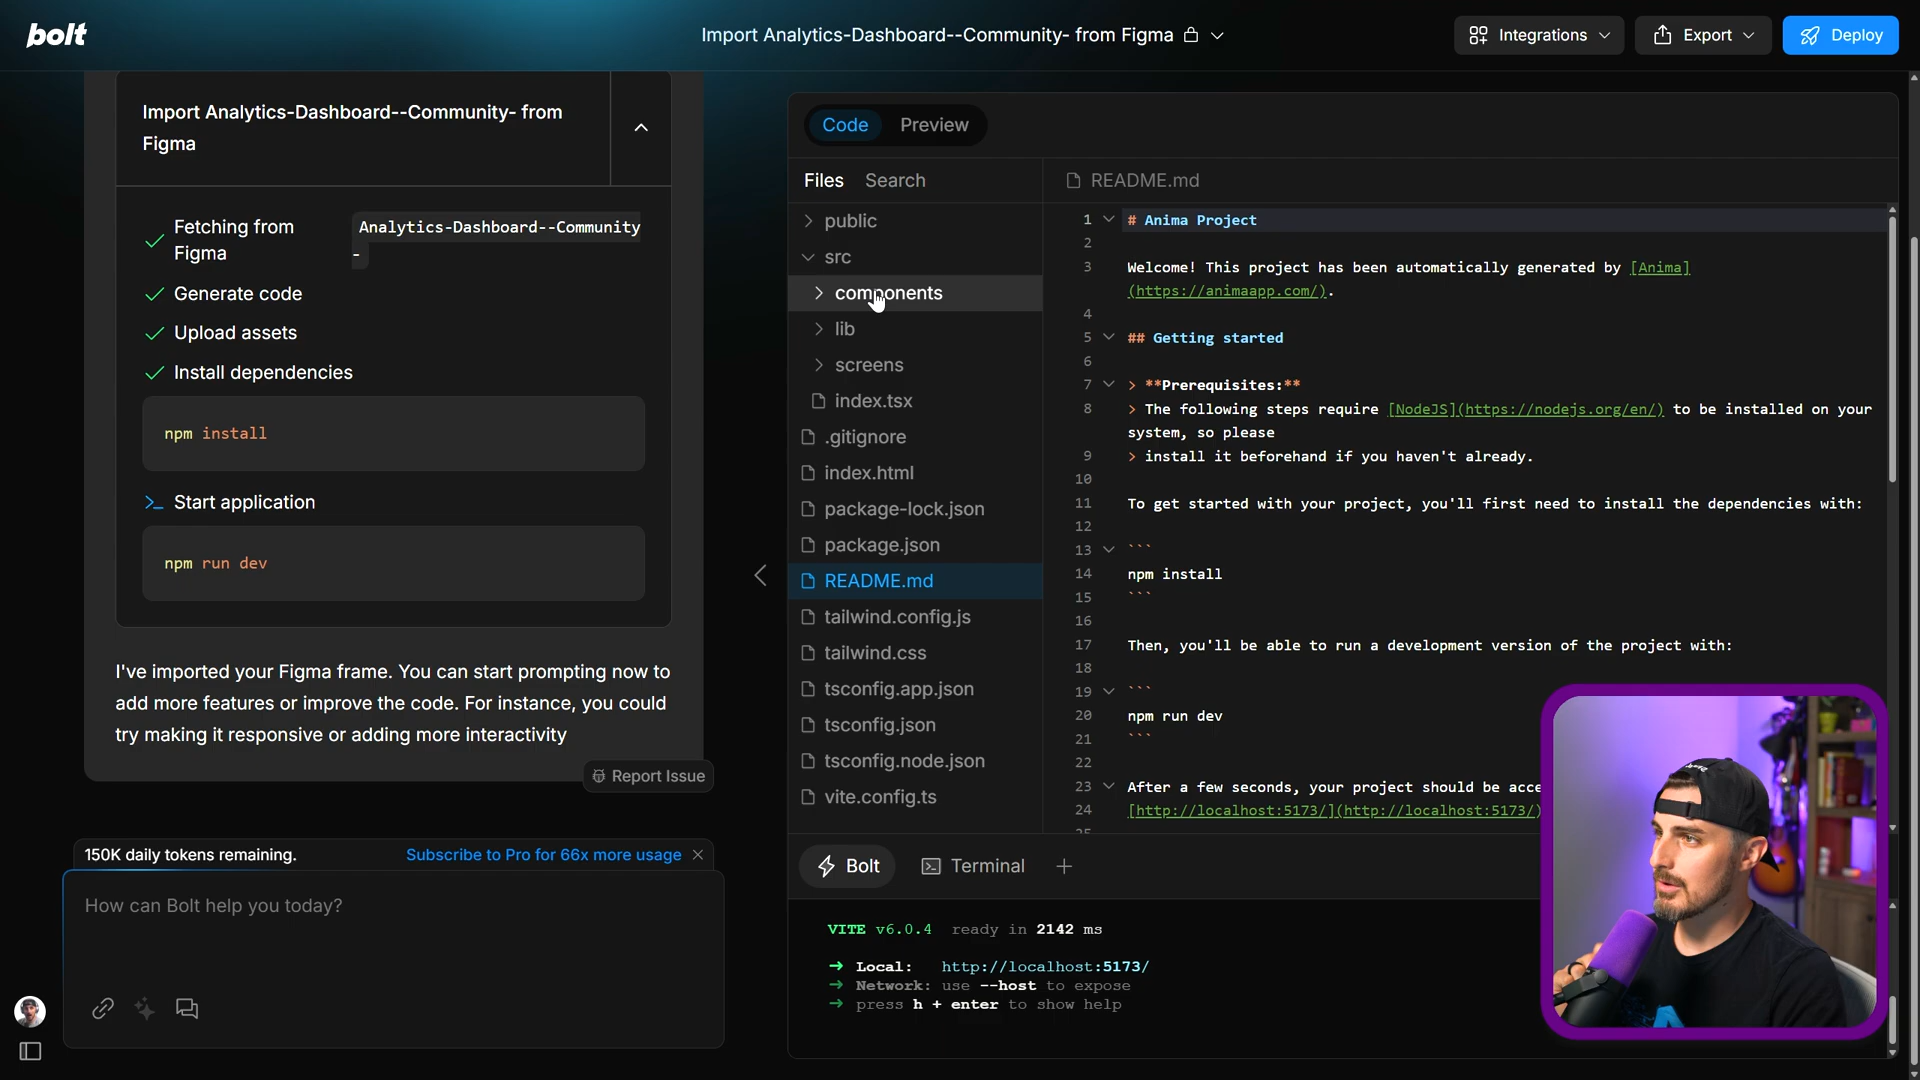 bolt
Import Analytics-Dashboard--Community- from Figma
Integrations
Export
Deploy
Import Analytics-Dashboard--Community- from
Figma
Fetching from
Figma
Analytics-Dashboard--Community
-
Generate code
Upload assets
Install dependencies
npm install
Start application
npm run dev
I've imported your Figma frame. You can start prompting now to
add more features or improve the code. For instance, you could
try making it responsive or adding more interactivity
Report Issue
150K daily tokens remaining.
Subscribe to Pro for 66x more usage
How can Bolt help you today?
Code
Preview
Files
Search
public
src
components
lib
screens
index.tsx
.gitignore
index.html
package-lock.json
package.json
README.md
tailwind.config.js
tailwind.css
tsconfig.app.json
tsconfig.json
tsconfig.node.json
vite.config.ts
README.md
1 # Anima Project
2
3 Welcome! This project has been automatically generated by [Anima]
(https://animaapp.com/).
4
5 ## Getting started
6
7 > **Prerequisites:**
8 > The following steps require [NodeJS](https://nodejs.org/en/) to be installed on your
system, so please
9 > install it beforehand if you haven't already.
10
11 To get started with your project, you'll first need to install the dependencies with:
12
13 ```
14 npm install
15 ```
16
17 Then, you'll be able to run a development version of the project with:
18
19 ```
20 npm run dev
21 ```
22
23 After a few seconds, your project should be acce
24 [http://localhost:5173/](http://localhost:5173/)
Bolt
Terminal
VITE v6.0.4 ready in 2142 ms
➜ Local: http://localhost:5173/
➜ Network: use --host to expose
➜ press h + enter to show help